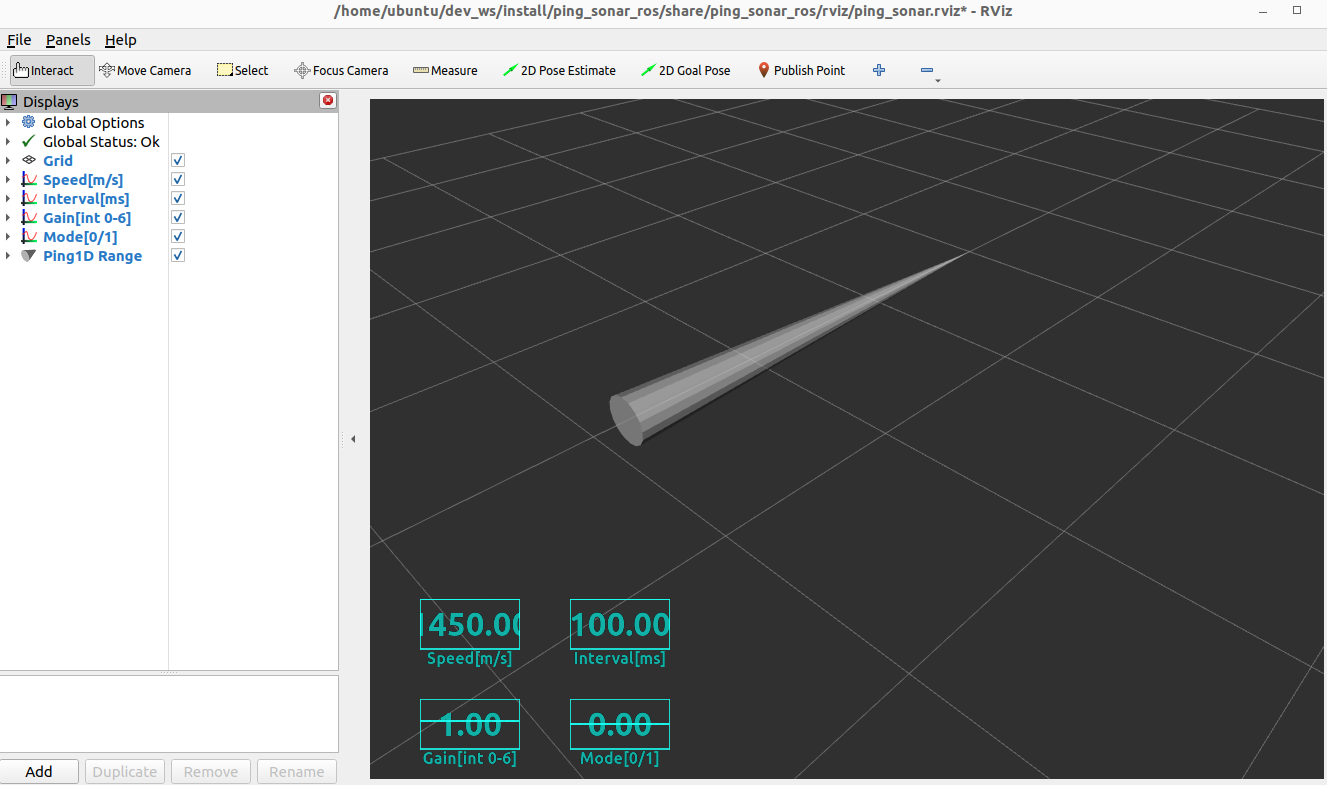 /home/ubuntu/dev_ws/install/ping_sonar_ros/share/ping_sonar_ros/rviz/ping_sonar.rviz* - RViz
File Panels Help
Interact Move Camera Select Focus Camera Measure 2D Pose Estimate 2D Goal Pose Publish Point
Displays
Global Options
Global Status: Ok
Grid
Speed[m/s]
Interval[ms]
Gain[int 0-6]
Mode[0/1]
Ping1D Range
1450.00 100.00
Speed[m/s] Interval[ms]
1.00 0.00
Gain[int 0-6] Mode[0/1]
Add Duplicate Remove Rename